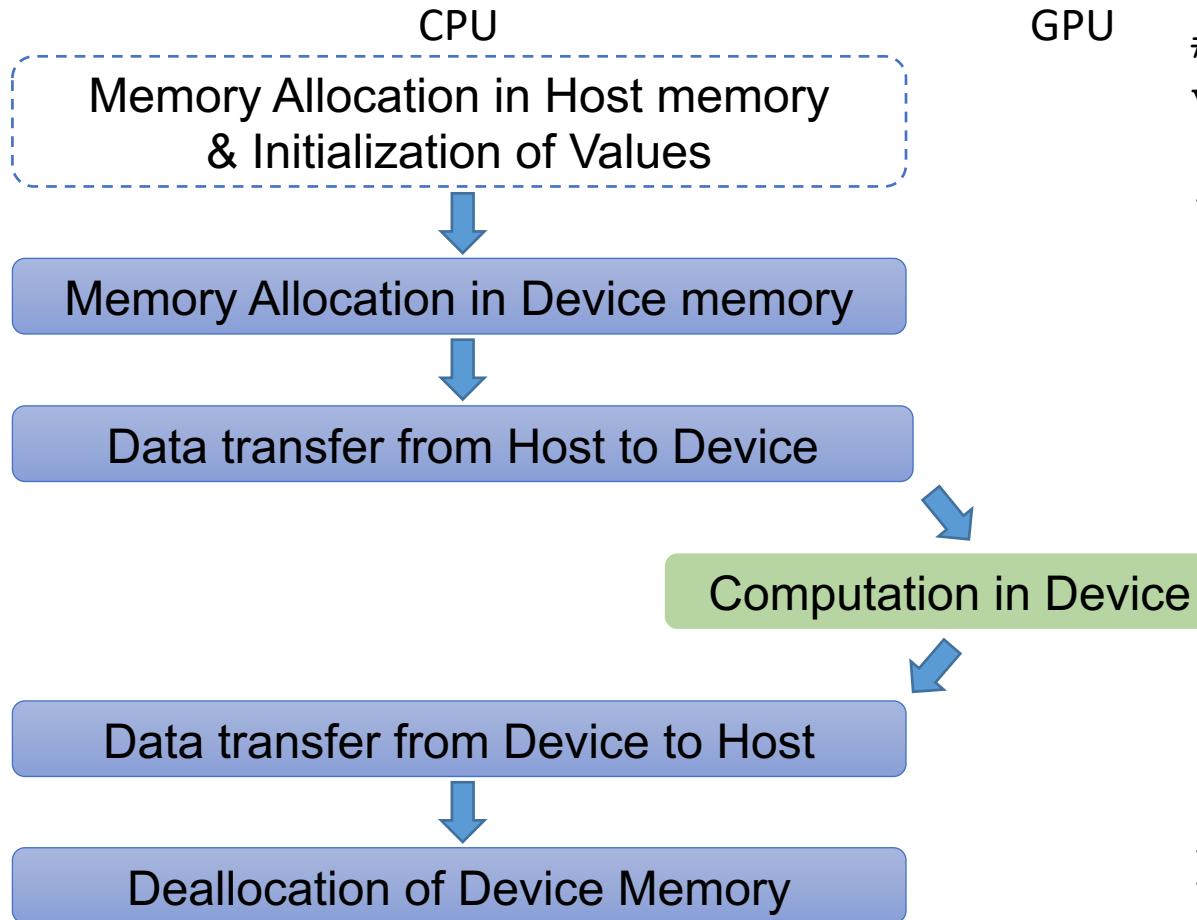 CPU
GPU
#
Memory Allocation in Host memory
& Initialization of Values
Memory Allocation in Device memory
Data transfer from Host to Device
Computation in Device
Data transfer from Device to Host
Deallocation of Device Memory